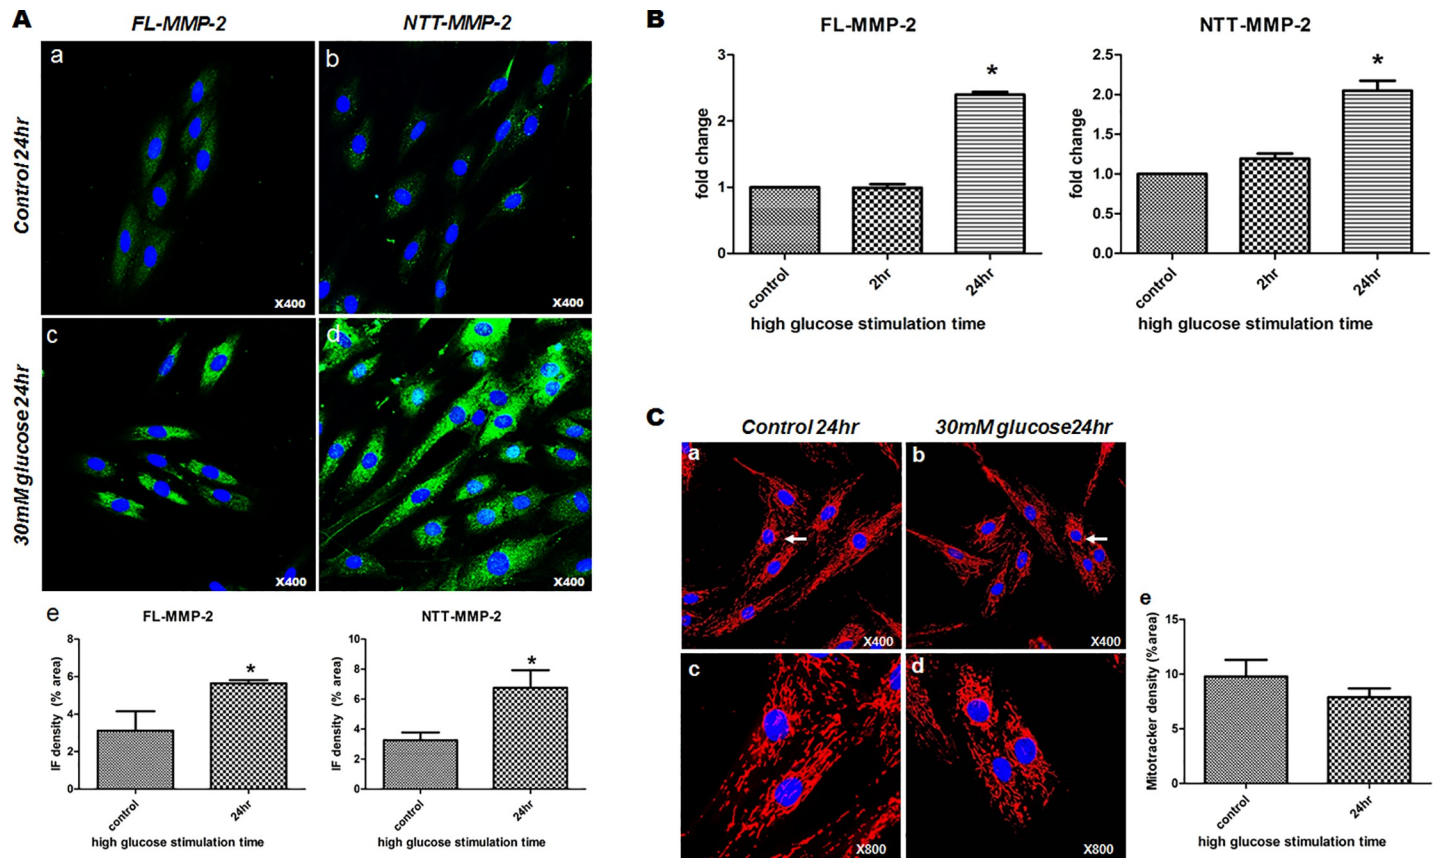 A
FL-MMP-2
NTT-MMP-2
Control 24hr
30mM glucose 24hr
a
X400
b
X400
c
X400
d
X400
e
FL-MMP-2
IF density (% area)
8
6
4
2
0
*
control
24hr
high glucose stimulation time
NTT-MMP-2
IF density (% area)
10
8
6
4
2
0
*
control
24hr
high glucose stimulation time
B
FL-MMP-2
fold change
3
2
1
0
*
control
2hr
24hr
high glucose stimulation time
NTT-MMP-2
fold change
2.5
2.0
1.5
1.0
0.5
0.0
*
control
2hr
24hr
high glucose stimulation time
C
Control 24hr
30mM glucose24hr
a
X400
b
X400
c
X800
d
X800
e
Mitotracker density (%area)
15
10
5
0
control
24hr
high glucose stimulation time